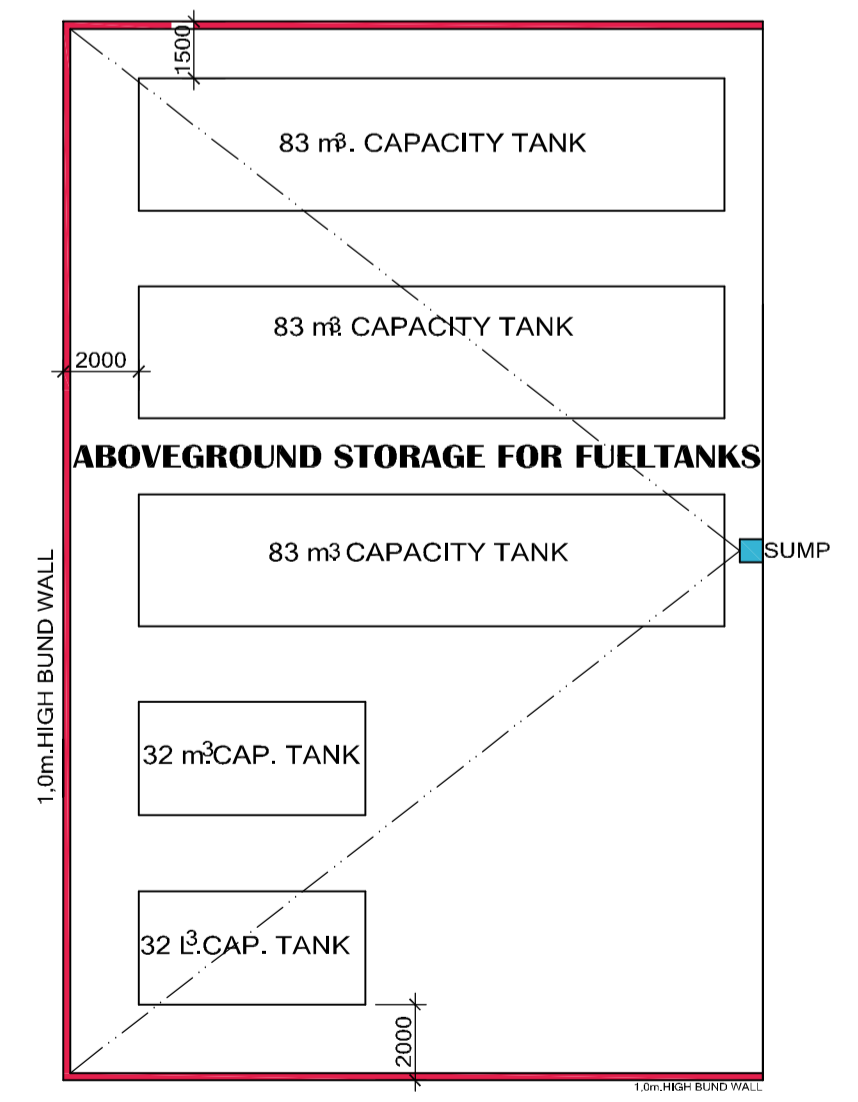 1500
83 m³. CAPACITY TANK
83 m³ CAPACITY TANK
2000
ABOVEGROUND STORAGE FOR FUELTANKS
83 m³ CAPACITY TANK
SUMP
1,0m.HIGH BUND WALL
32 m³.CAP. TANK
32 L³.CAP. TANK
2000
1,0m.HIGH BUND WALL